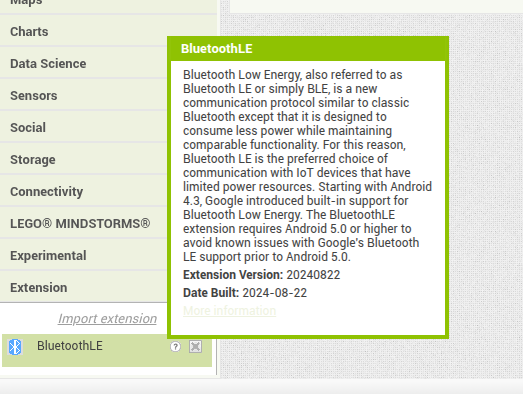 Maps
Charts
Data Science
Sensors
Social
Storage
Connectivity
LEGO® MINDSTORMS®
Experimental
Extension
Import extension
BluetoothLE
?
BluetoothLE
Bluetooth Low Energy, also referred to as
Bluetooth LE or simply BLE, is a new
communication protocol similar to classic
Bluetooth except that it is designed to
consume less power while maintaining
comparable functionality. For this reason,
Bluetooth LE is the preferred choice of
communication with IoT devices that have
limited power resources. Starting with Android
4.3, Google introduced built-in support for
Bluetooth Low Energy. The BluetoothLE
extension requires Android 5.0 or higher to
avoid known issues with Google's Bluetooth
LE support prior to Android 5.0.
Extension Version: 20240822
Date Built: 2024-08-22
More information